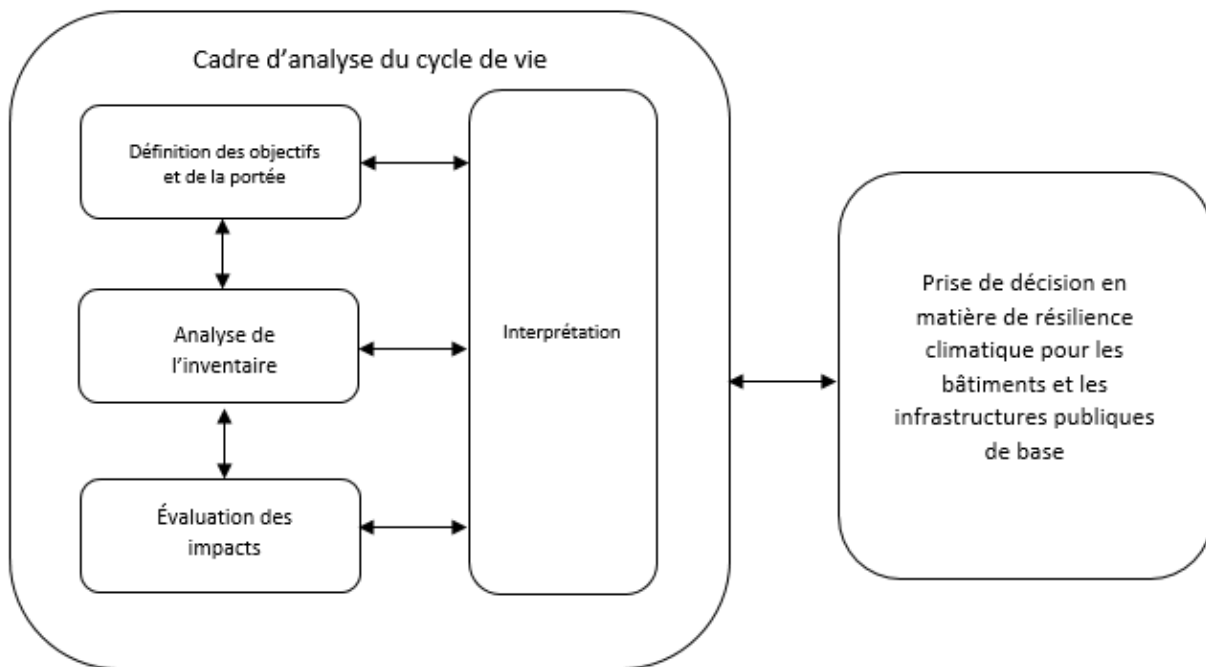 Cadre d’analyse du cycle de vie
Définition des objectifs
et de la portée
Analyse de
l’inventaire
Évaluation des
impacts
Interprétation
Prise de décision en
matière de résilience
climatique pour les
bâtiments et les
infrastructures publiques
de base